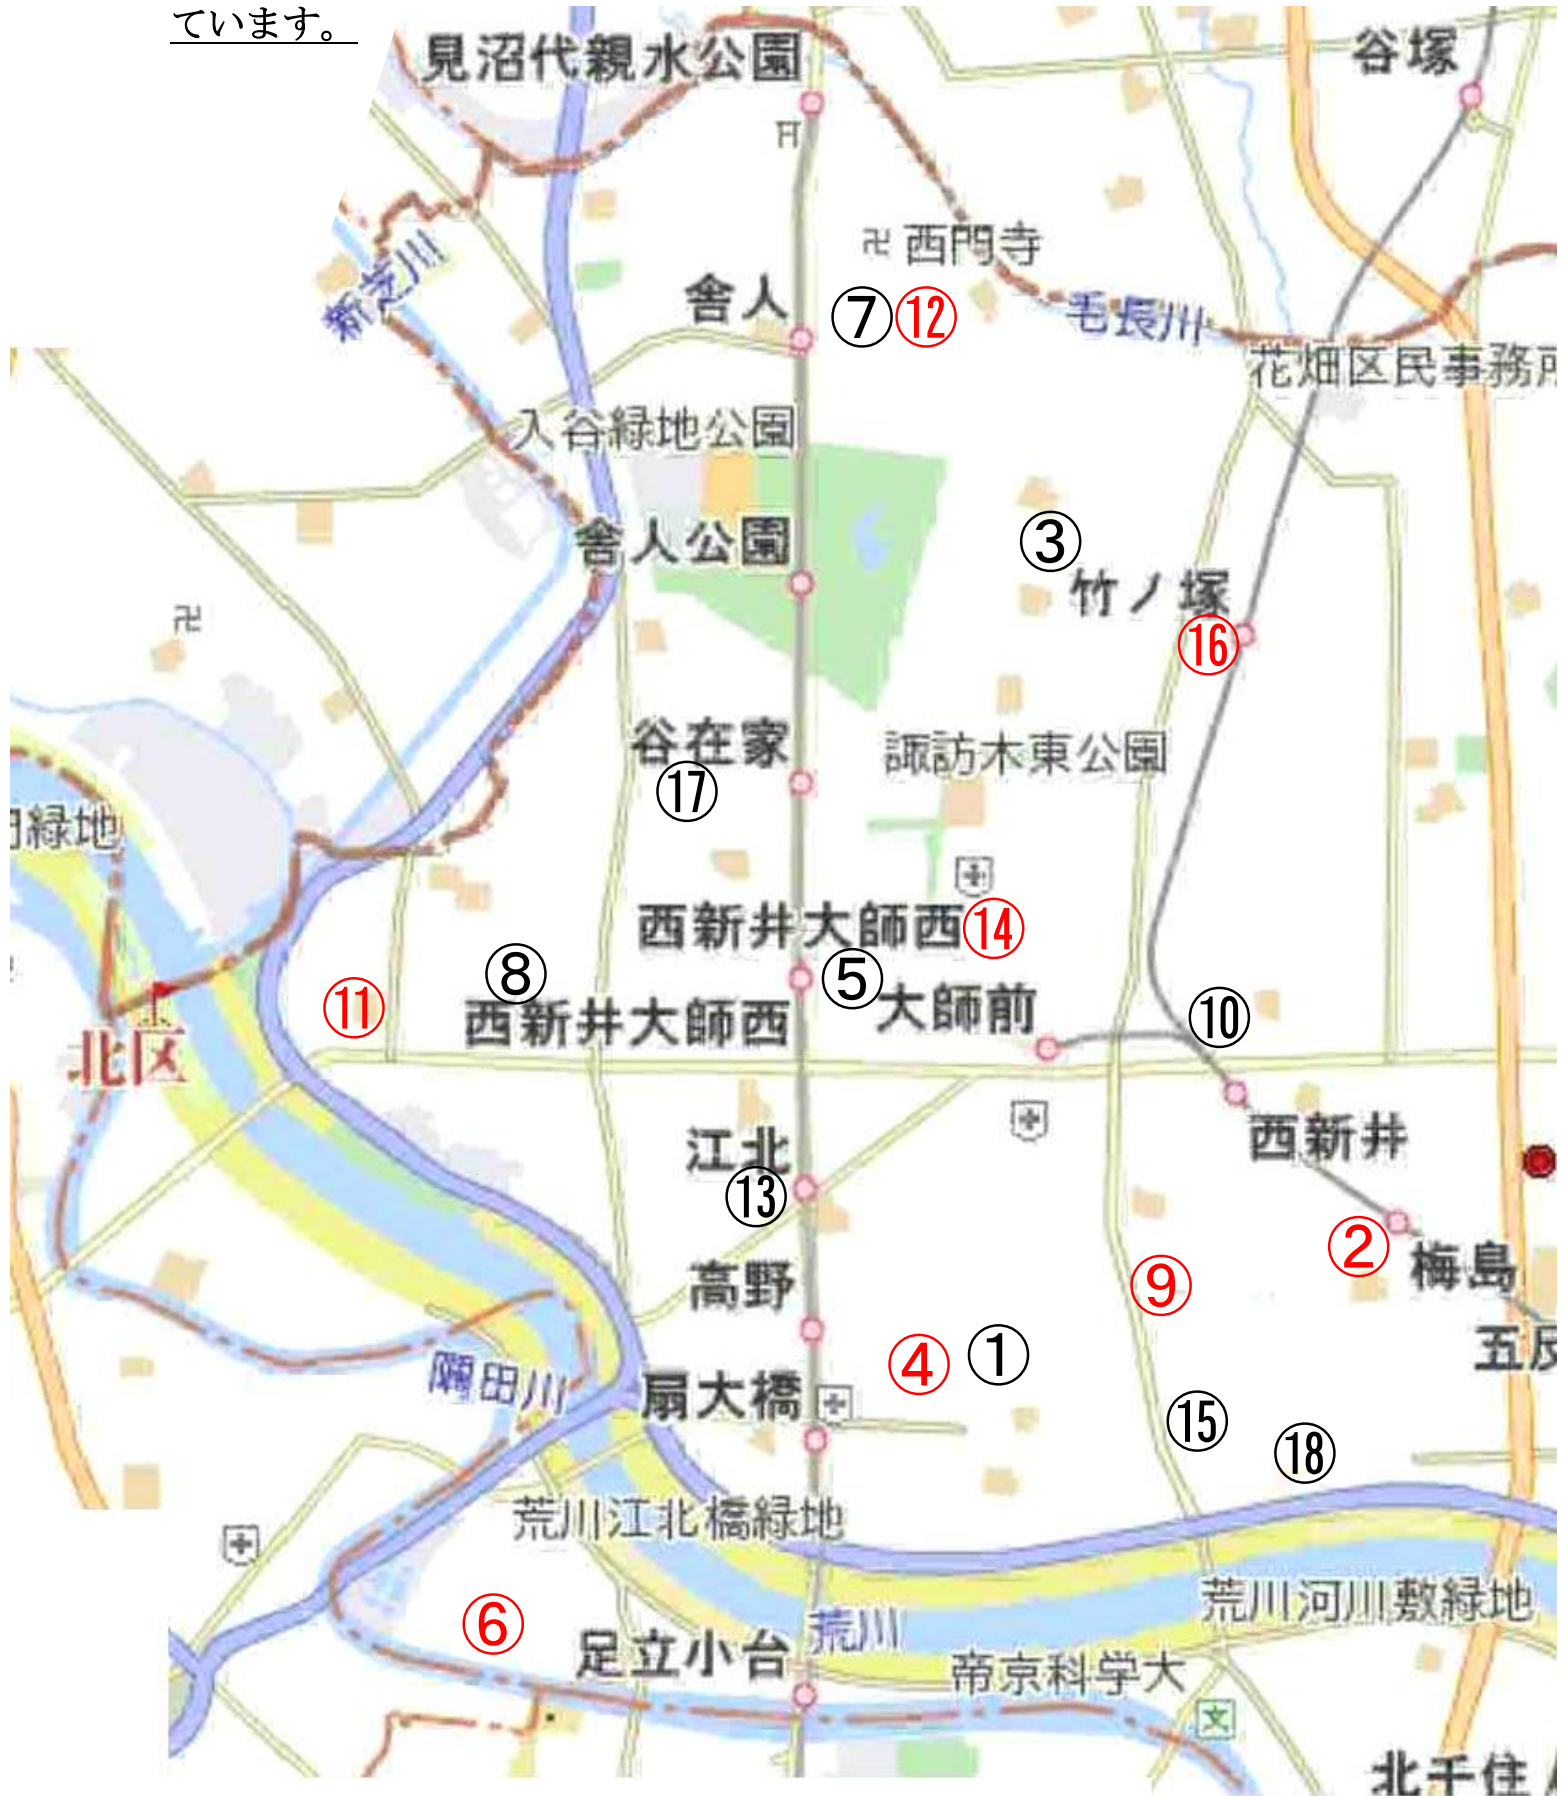 ています。
見沼代親水公園
谷塚
西門寺
新芝川
舎人
⑦⑫
毛長川
花畑区民事務所
入谷緑地公園
舎人公園
③
竹ノ塚
⑯
谷在家
諏訪木東公園
⑰
緑地
西新井大師西⑭
⑧
⑤
大師前
⑪
西新井大師西
⑩
北区
西新井
江北
⑬
②
梅島
高野
⑨
④
①
五反
隅田川
扇大橋
⑮
⑱
荒川江北橋緑地
荒川河川敷緑地
⑥
足立小台
荒川
帝京科学大
文
北千住